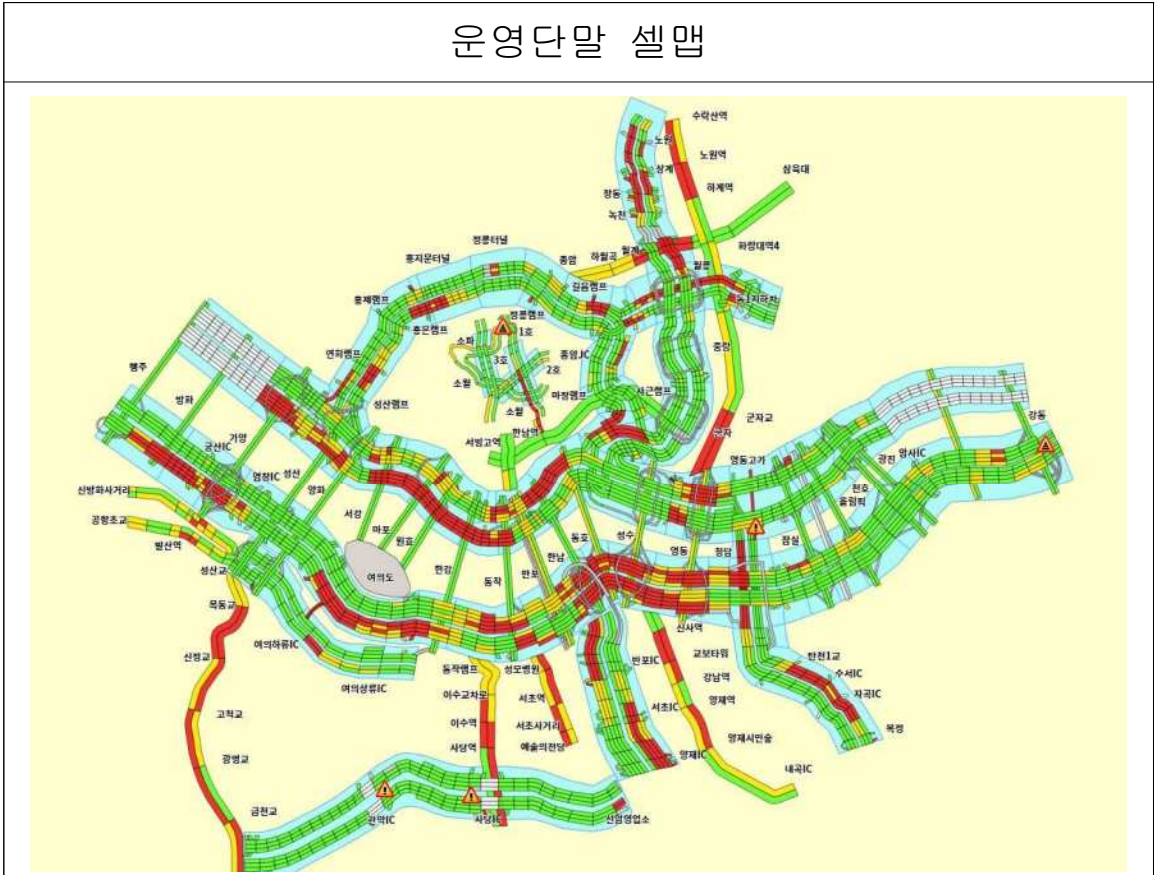 운영단말 셀맵
수락산역
노원
노원역
상계
하계역
삼육대
창동
녹천
정릉터널
홍지문터널
종암
하월곡
월계
화랑대역4
월릉
길음램프
홍제램프
홍은램프
정릉램프
1호
소파
3호
2호
종암JC
중랑
연희램프
행주
방화
성산램프
소월
소월
마장램프
사근램프
군자교
군자
한남역
서빙고역
강동
가양
공산IC
염창IC
성산
양화
영동고가
광진
암사IC
천호
올림픽
신방화사거리
공항초교
발산역
서강
마포
원효
성산교
여의도
한강
동작
반포
한남
동호
성수
영동
청담
잠실
목동교
신사역
여의하류IC
신정교
여의상류IC
동작램프
성모병원
반포IC
교보타워
탄천1교
수서IC
강남역
자곡IC
이수교차로
서초역
서초IC
양재역
고척교
이수역
서초사거리
양재시민숲
복정
사당역
예술의전당
양재IC
내곡IC
광명교
금천교
관악IC
사당IC
선암영업소